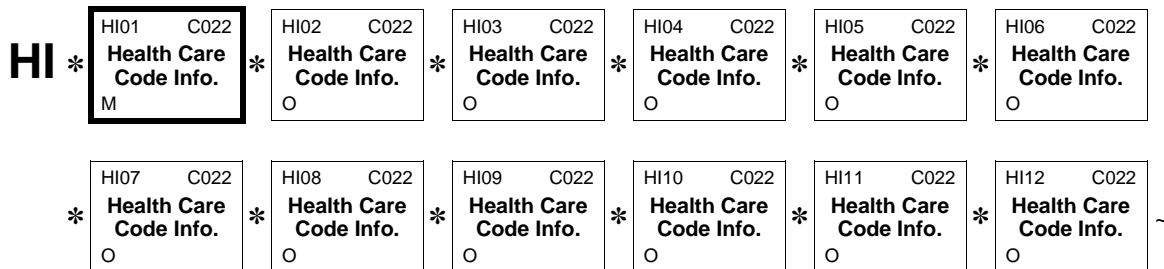 HI * HI01 C022 * HI02 C022 * HI03 C022 * HI04 C022 * HI05 C022 * HI06 C022
Health Care Health Care Health Care Health Care Health Care Health Care
Code Info. Code Info. Code Info. Code Info. Code Info. Code Info.
M O O O O O
* HI07 C022 * HI08 C022 * HI09 C022 * HI10 C022 * HI11 C022 * HI12 C022 ~
Health Care Health Care Health Care Health Care Health Care Health Care
Code Info. Code Info. Code Info. Code Info. Code Info. Code Info.
O O O O O O